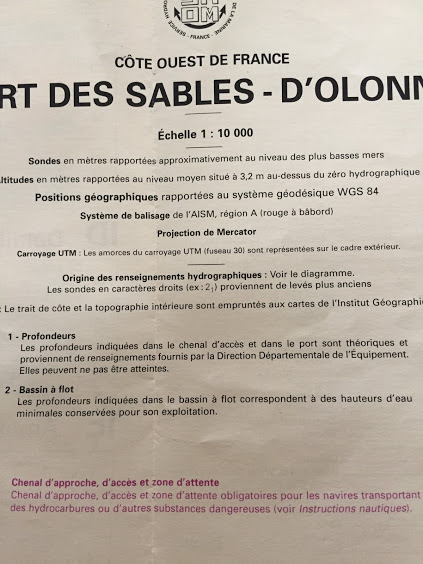 SERVICE HYDRO
DE LA MARINE
SHOM
- FRANCE -
CÔTE OUEST DE FRANCE
RT DES SABLES - D'OLONN
Échelle 1 : 10 000
Sondes en mètres rapportées approximativement au niveau des plus basses mers
Altitudes en mètres rapportées au niveau moyen situé à 3,2 m au-dessus du zéro hydrographique
Positions géographiques rapportées au système géodésique WGS 84
Système de balisage de l'AISM, région A (rouge à bâbord)
Projection de Mercator
Carroyage UTM : Les amorces du carroyage UTM (fuseau 30) sont représentées sur le cadre extérieur.
Origine des renseignements hydrographiques : Voir le diagramme.
Les sondes en caractères droits (ex : 2₁) proviennent de levés plus anciens
: Le trait de côte et la topographie intérieure sont empruntés aux cartes de l'Institut Géographi
1 - Profondeurs
Les profondeurs indiquées dans le chenal d'accès et dans le port sont théoriques et
proviennent de renseignements fournis par la Direction Départementale de l'Équipement.
Elles peuvent ne pas être atteintes.
2 - Bassin à flot
Les profondeurs indiquées dans le bassin à flot correspondent à des hauteurs d'eau
minimales conservées pour son exploitation.
Chenal d'approche, d'accès et zone d'attente
Chenal d'approche, d'accès et zone d'attente obligatoires pour les navires transportant
des hydrocarbures ou d'autres substances dangereuses (voir Instructions nautiques).